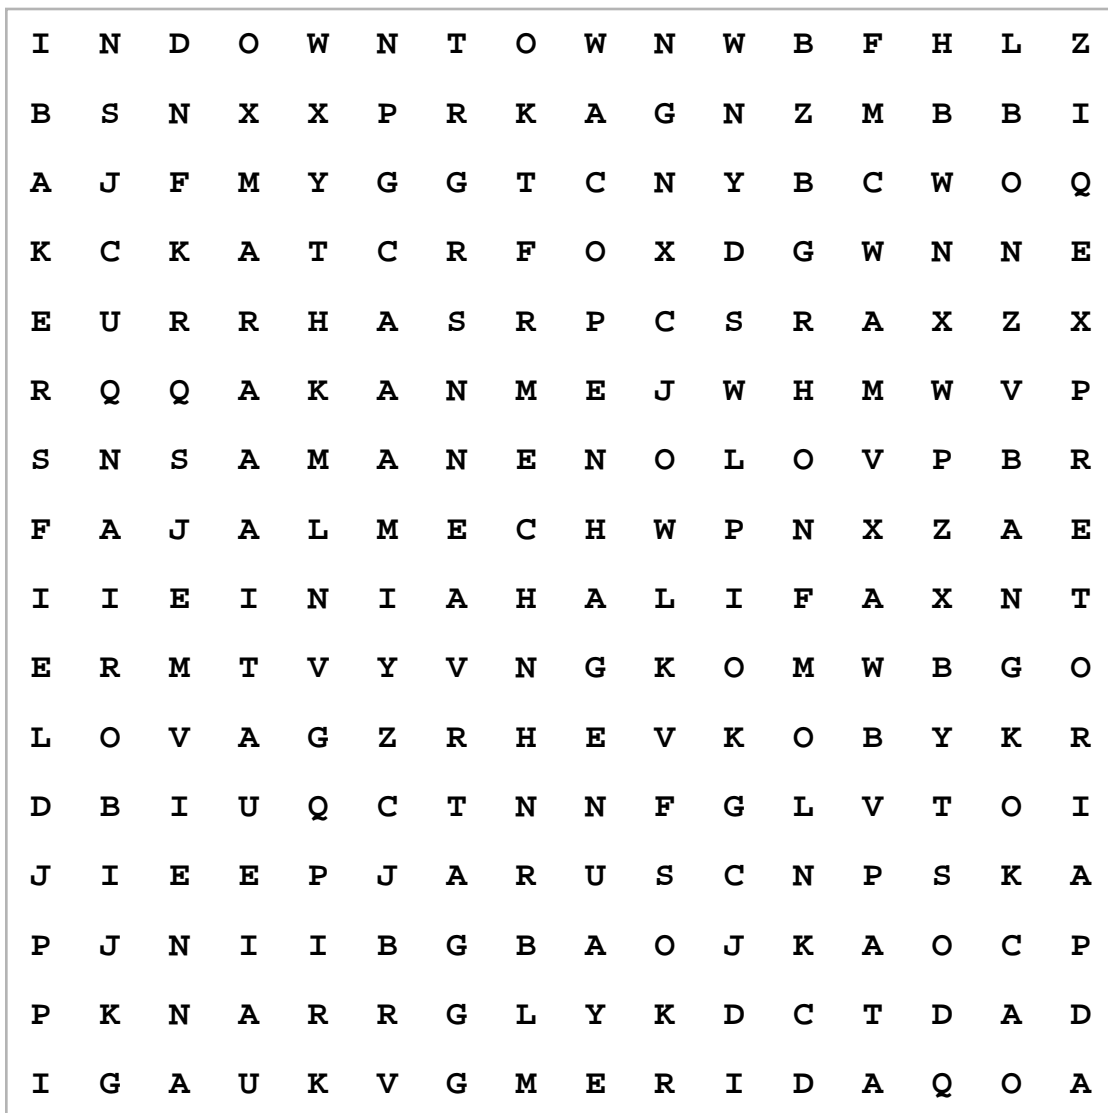 I N D O W N T O W N W B F H L Z
B S N X X P R K A G N Z M B B I
A J F M Y G G T C N Y B C W O Q
K C K A T C R F O X D G W N N E
E U R R H A S R P C S R A X Z X
R Q Q A K A N M E J W H M W V P
S N S A M A N E N O L O V P B R
F A J A L M E C H W P N X Z A E
I I E I N I A H A L I F A X N T
E R M T V Y V N G K O M W B G O
L O V A G Z R H E V K O B Y K R
D B I U Q C T N N F G L V T O I
J I E E P J A R U S C N P S K A
P J N I I B G B A O J K A O C P
P K N A R R G L Y K D C T D A D
I G A U K V G M E R I D A Q O A